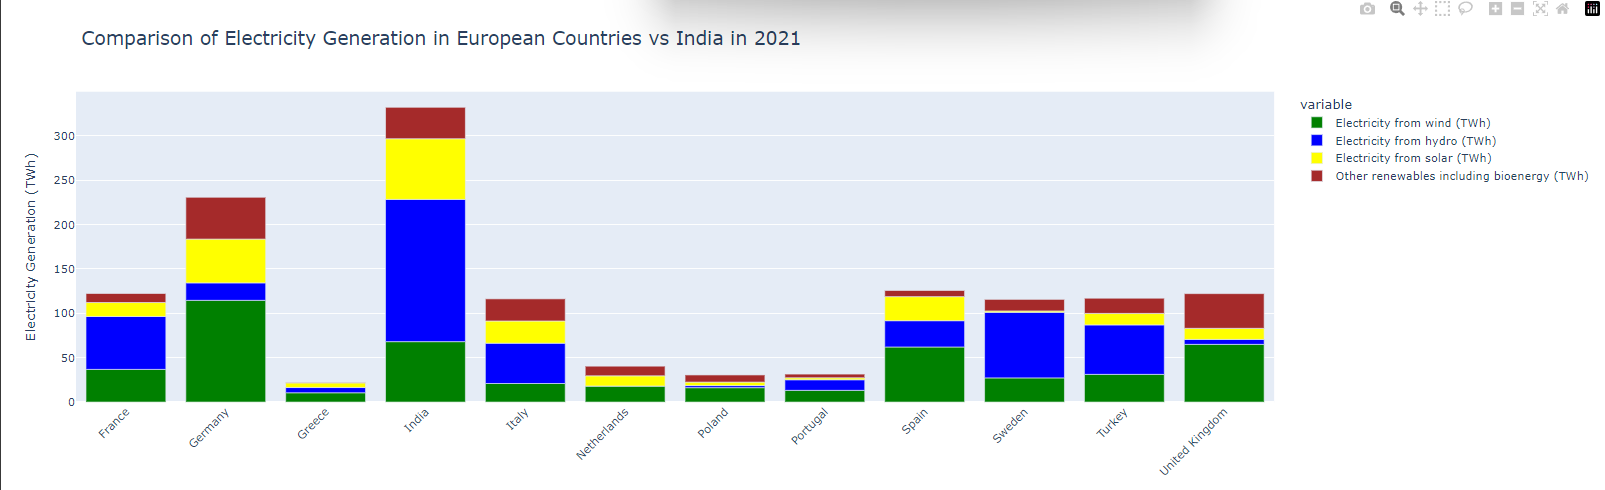 Comparison of Electricity Generation in European Countries vs India in 2021
variable
Electricity from wind (TWh)
Electricity from hydro (TWh)
Electricity from solar (TWh)
Other renewables including bioenergy (TWh)
Electricity Generation (TWh)
300
250
200
150
100
50
0
France
Germany
Greece
India
Italy
Netherlands
Poland
Portugal
Spain
Sweden
Turkey
United Kingdom